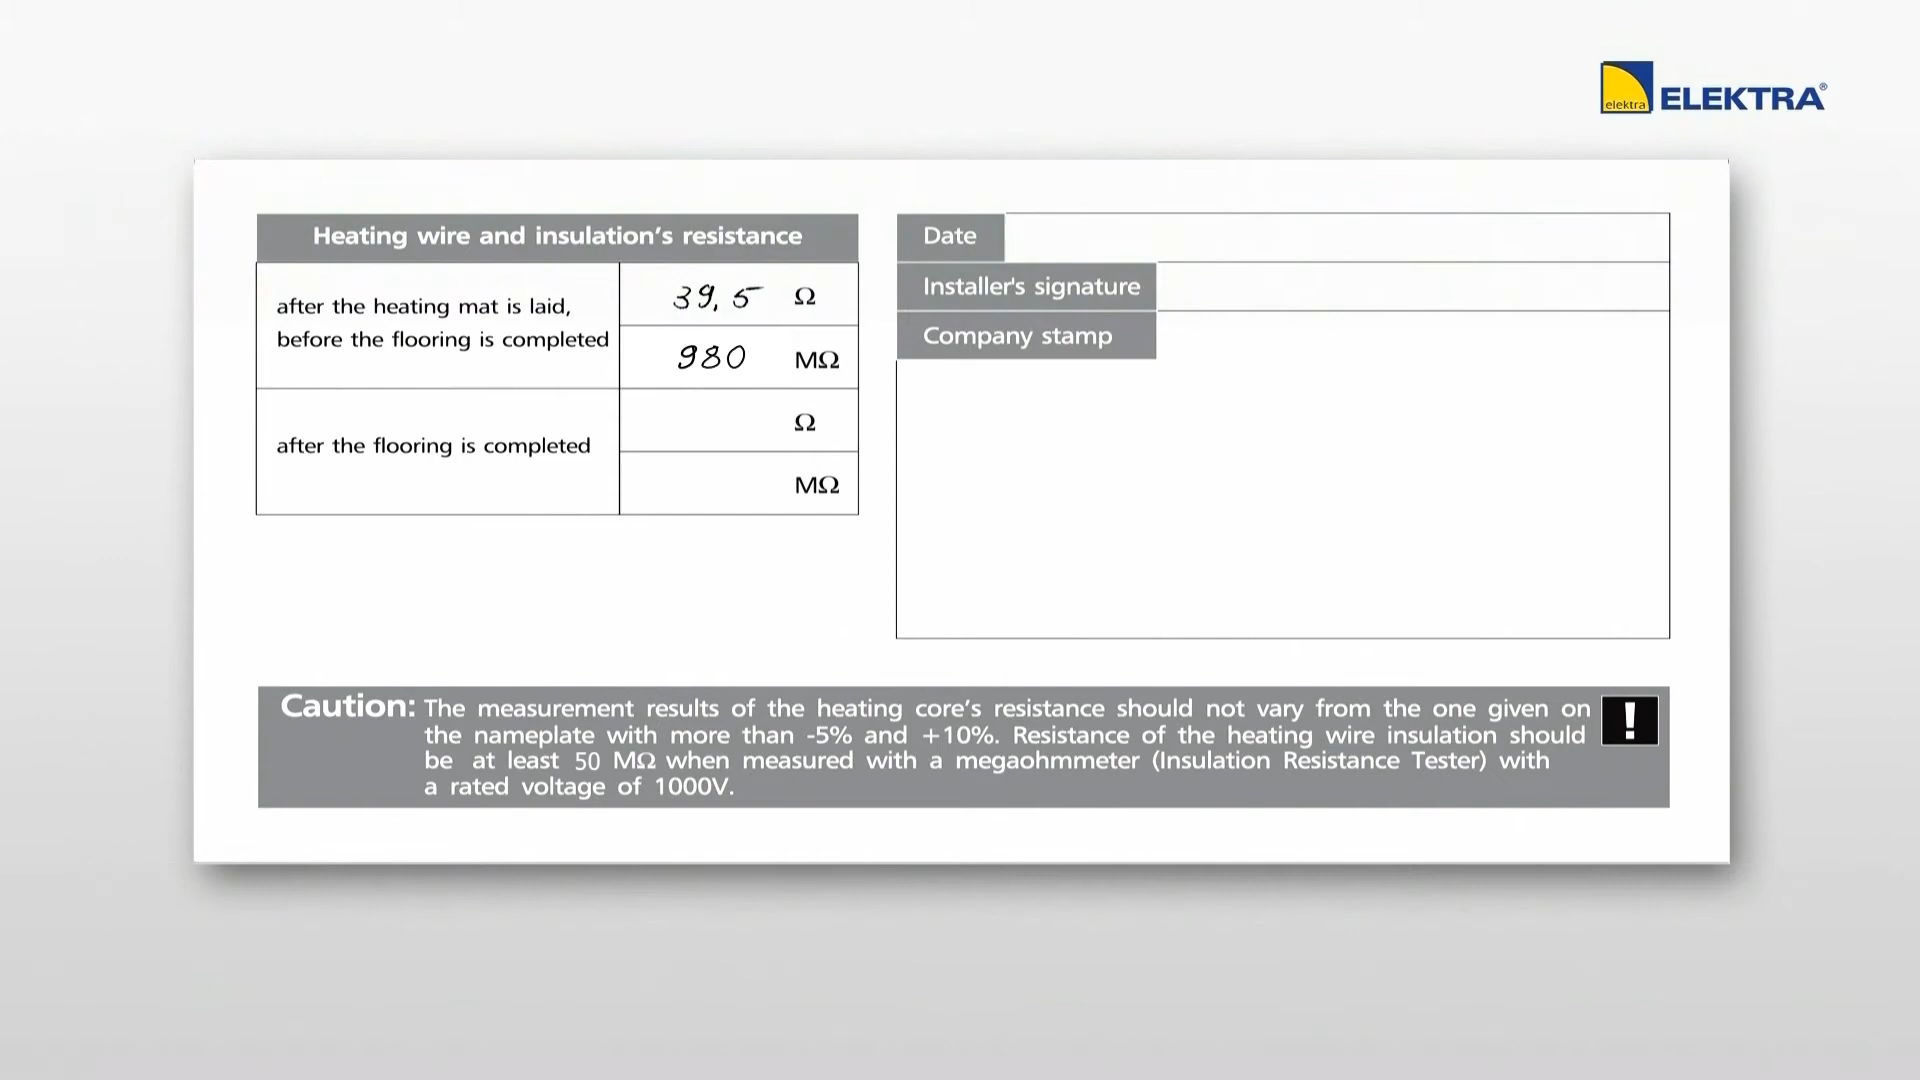 elektra ELEKTRA®
Heating wire and insulation's resistance
after the heating mat is laid,
before the flooring is completed
39,5 Ω
980 MΩ
after the flooring is completed
Ω
MΩ
Date
Installer's signature
Company stamp
Caution: The measurement results of the heating core's resistance should not vary from the one given on
the nameplate with more than -5% and +10%. Resistance of the heating wire insulation should
be at least 50 MΩ when measured with a megaohmmeter (Insulation Resistance Tester) with
a rated voltage of 1000V.
!